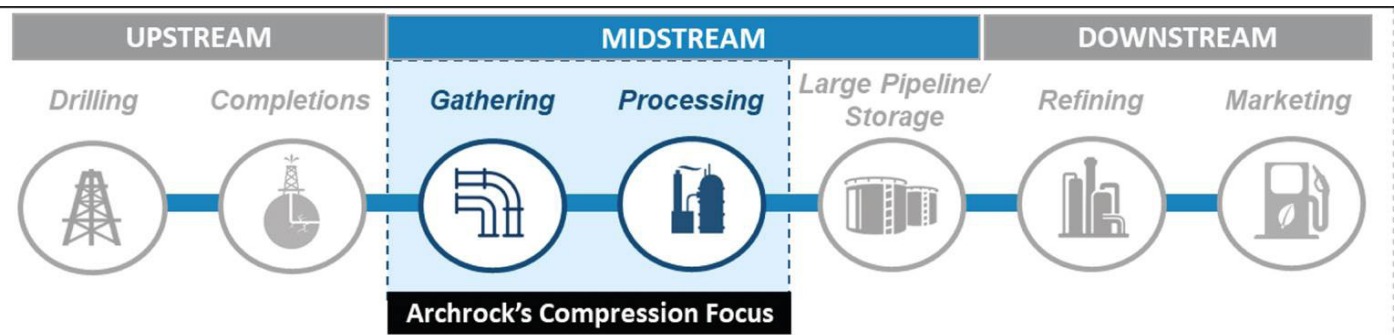 UPSTREAM MIDSTREAM DOWNSTREAM
Drilling Completions Gathering Processing Large Pipeline/
Storage Refining Marketing
Archrock's Compression Focus